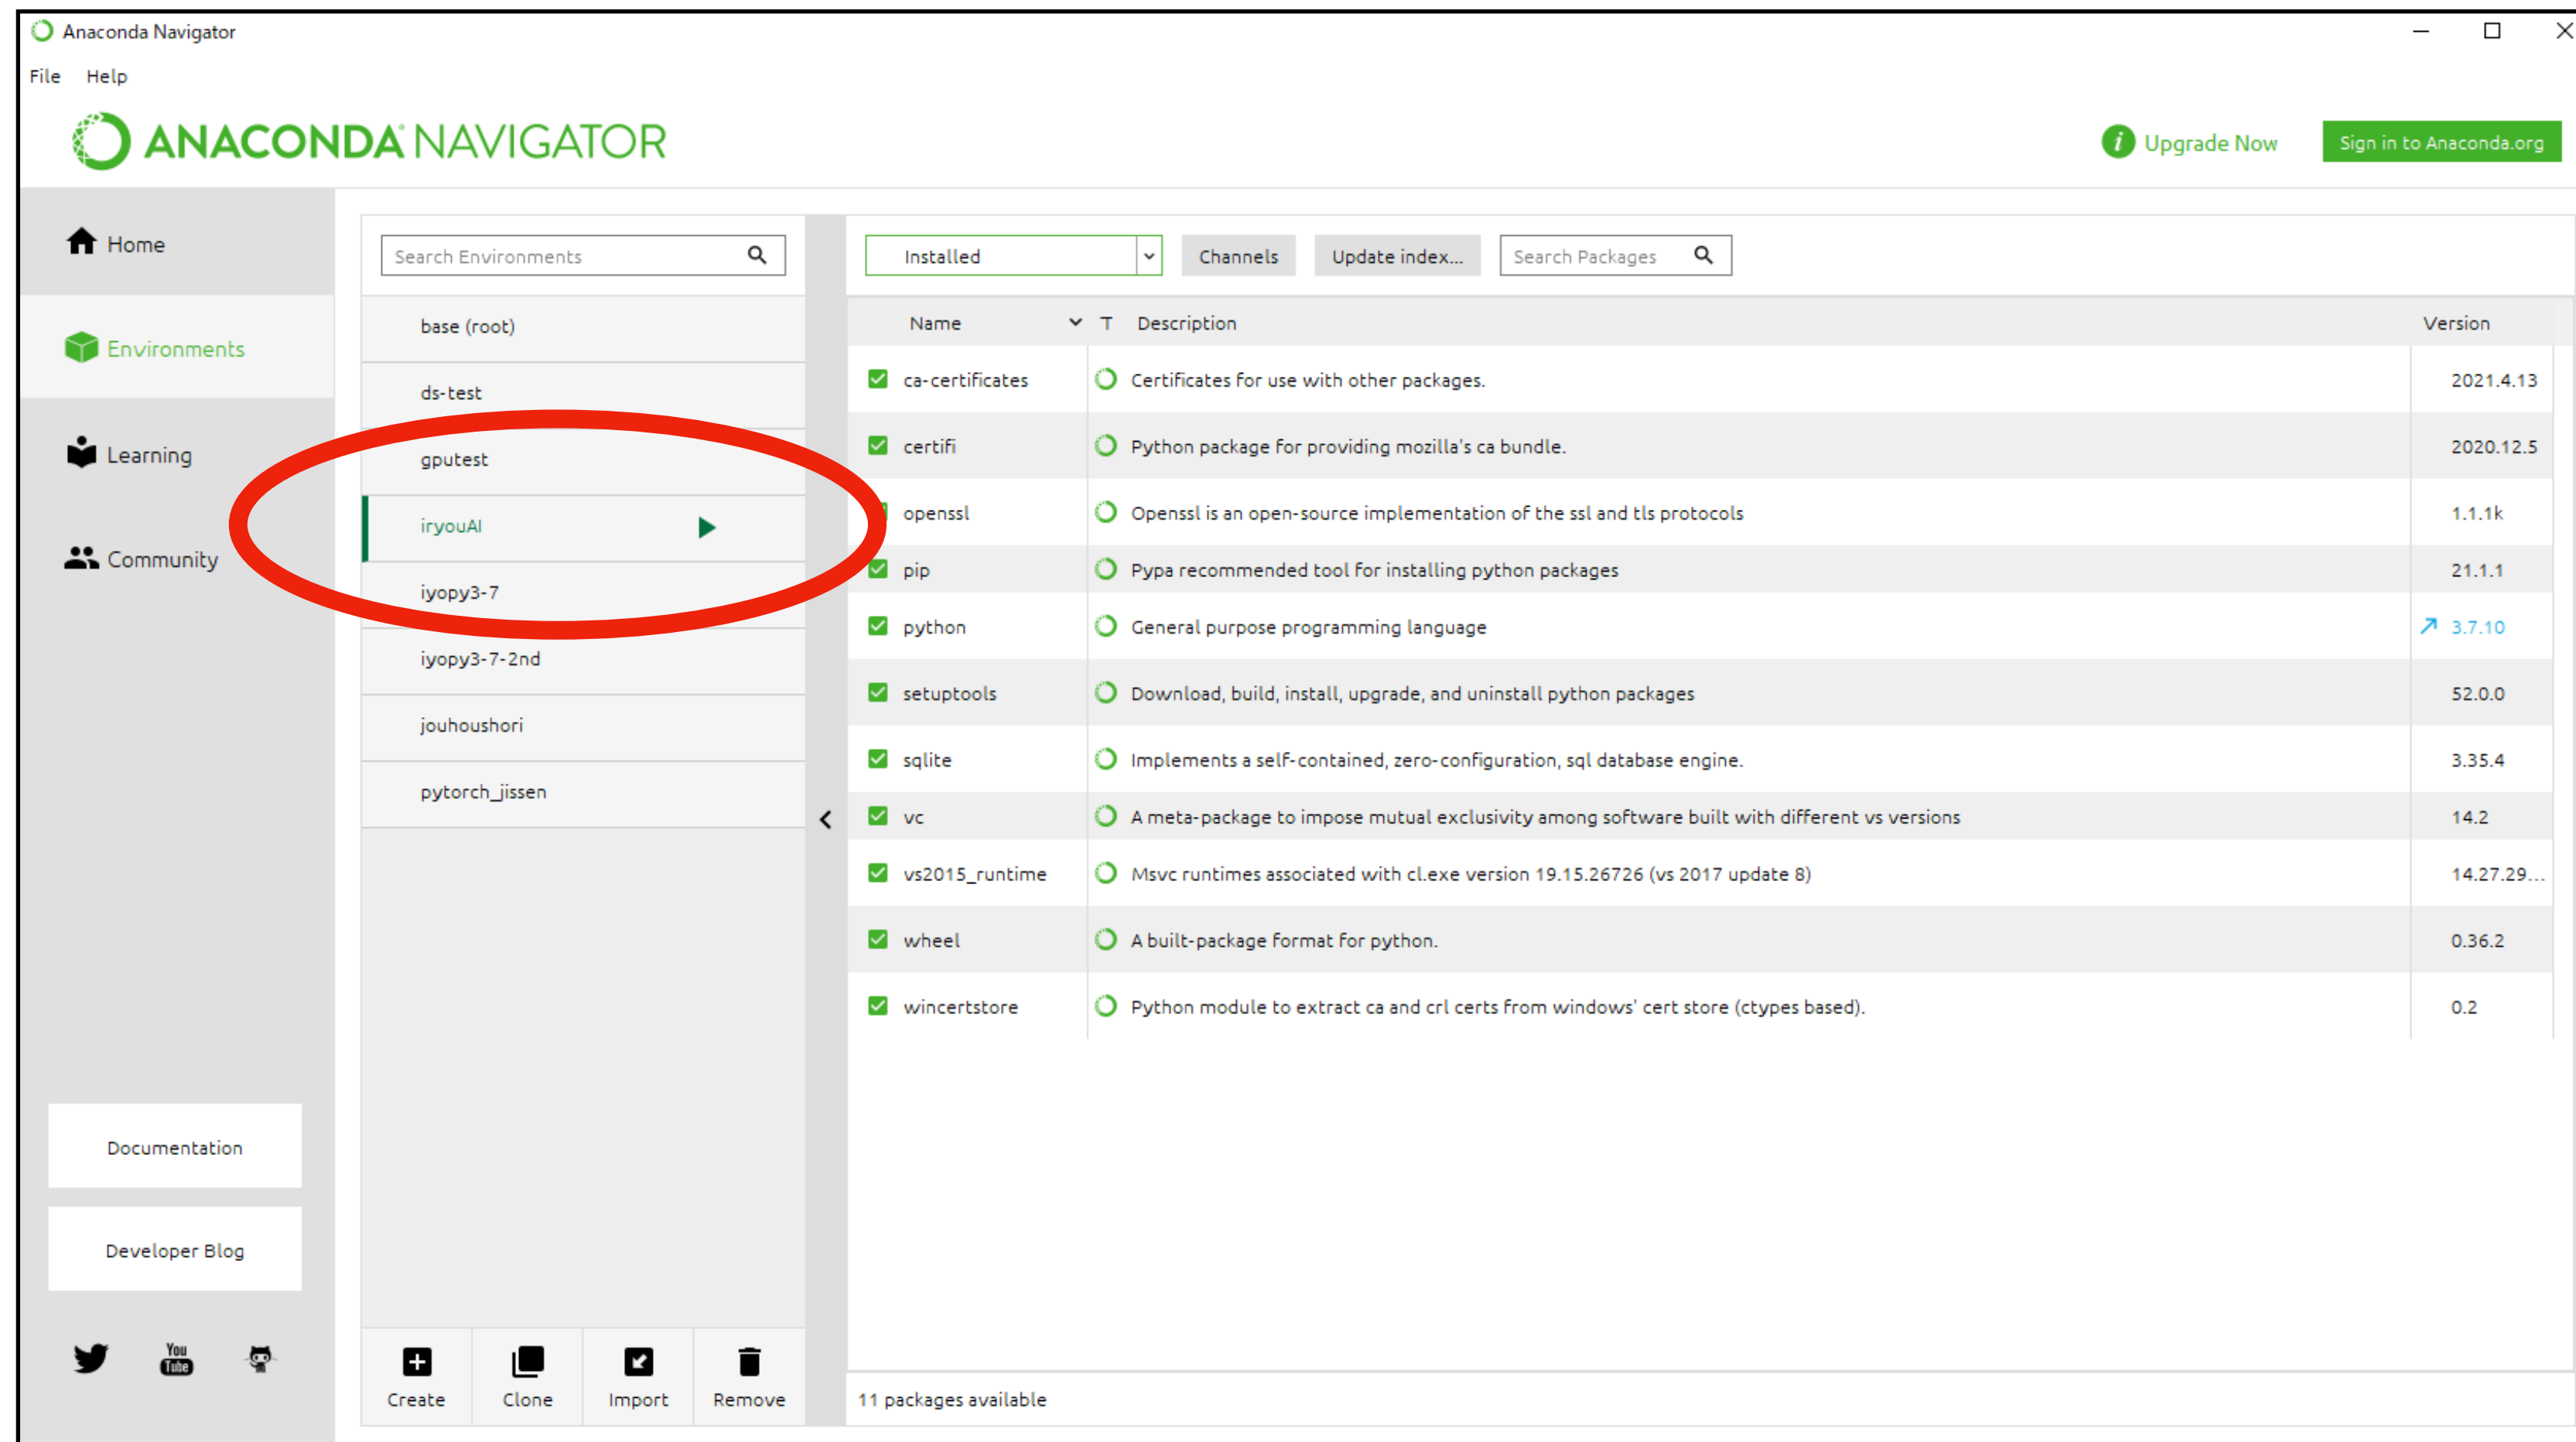 Anaconda Navigator
File Help
ANACONDA NAVIGATOR
Upgrade Now
Sign in to Anaconda.org
Home
Environments
Learning
Community
Documentation
Developer Blog
You Tube
Search Environments
base (root)
ds-test
gputest
iryouAI
iyopy3-7
iyopy3-7-2nd
jouhoushori
pytorch_jissen
Create Clone Import Remove
Installed Channels Update index... Search Packages
Name T Description Version
ca-certificates Certificates for use with other packages. 2021.4.13
certifi Python package for providing mozilla's ca bundle. 2020.12.5
openssl Openssl is an open-source implementation of the ssl and tls protocols 1.1.1k
pip Pypa recommended tool for installing python packages 21.1.1
python General purpose programming language 3.7.10
setuptools Download, build, install, upgrade, and uninstall python packages 52.0.0
sqlite Implements a self-contained, zero-configuration, sql database engine. 3.35.4
vc A meta-package to impose mutual exclusivity among software built with different vs versions 14.2
vs2015_runtime Msvc runtimes associated with cl.exe version 19.15.26726 (vs 2017 update 8) 14.27.29...
wheel A built-package format for python. 0.36.2
wincertstore Python module to extract ca and crl certs from windows' cert store (ctypes based). 0.2
11 packages available